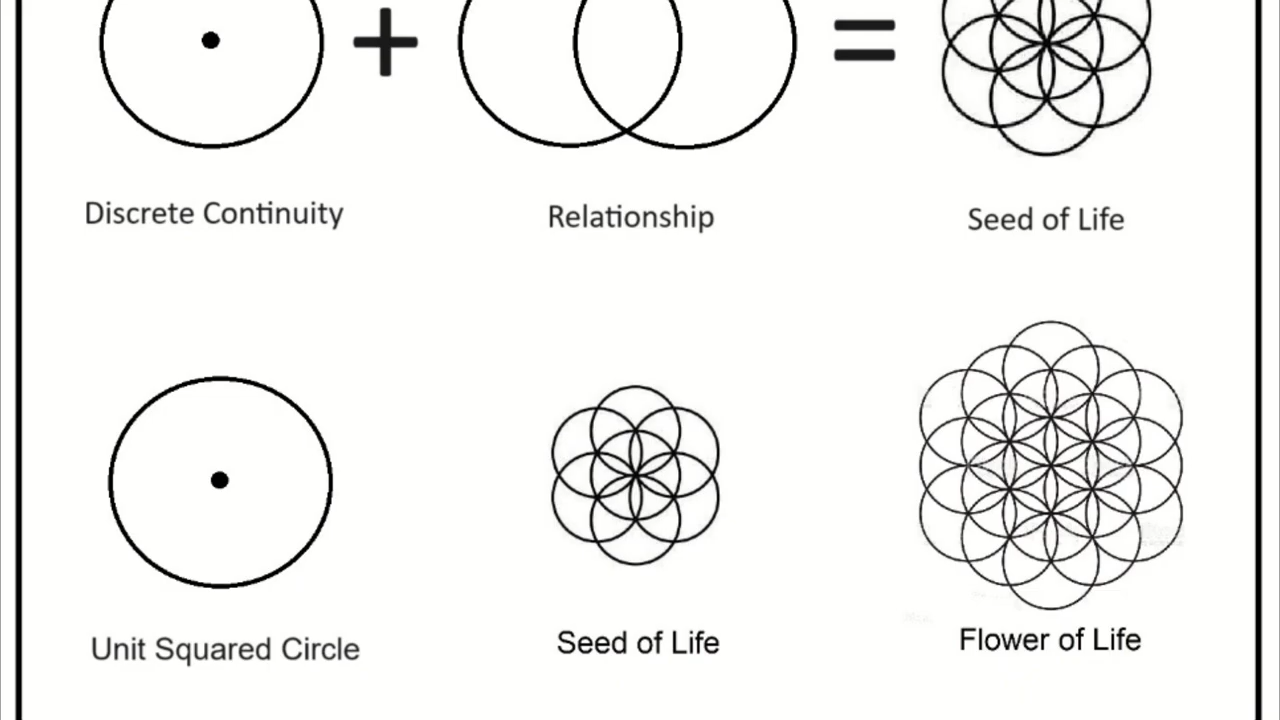 +
=
Discrete Continuity
Relationship
Seed of Life
Unit Squared Circle
Seed of Life
Flower of Life